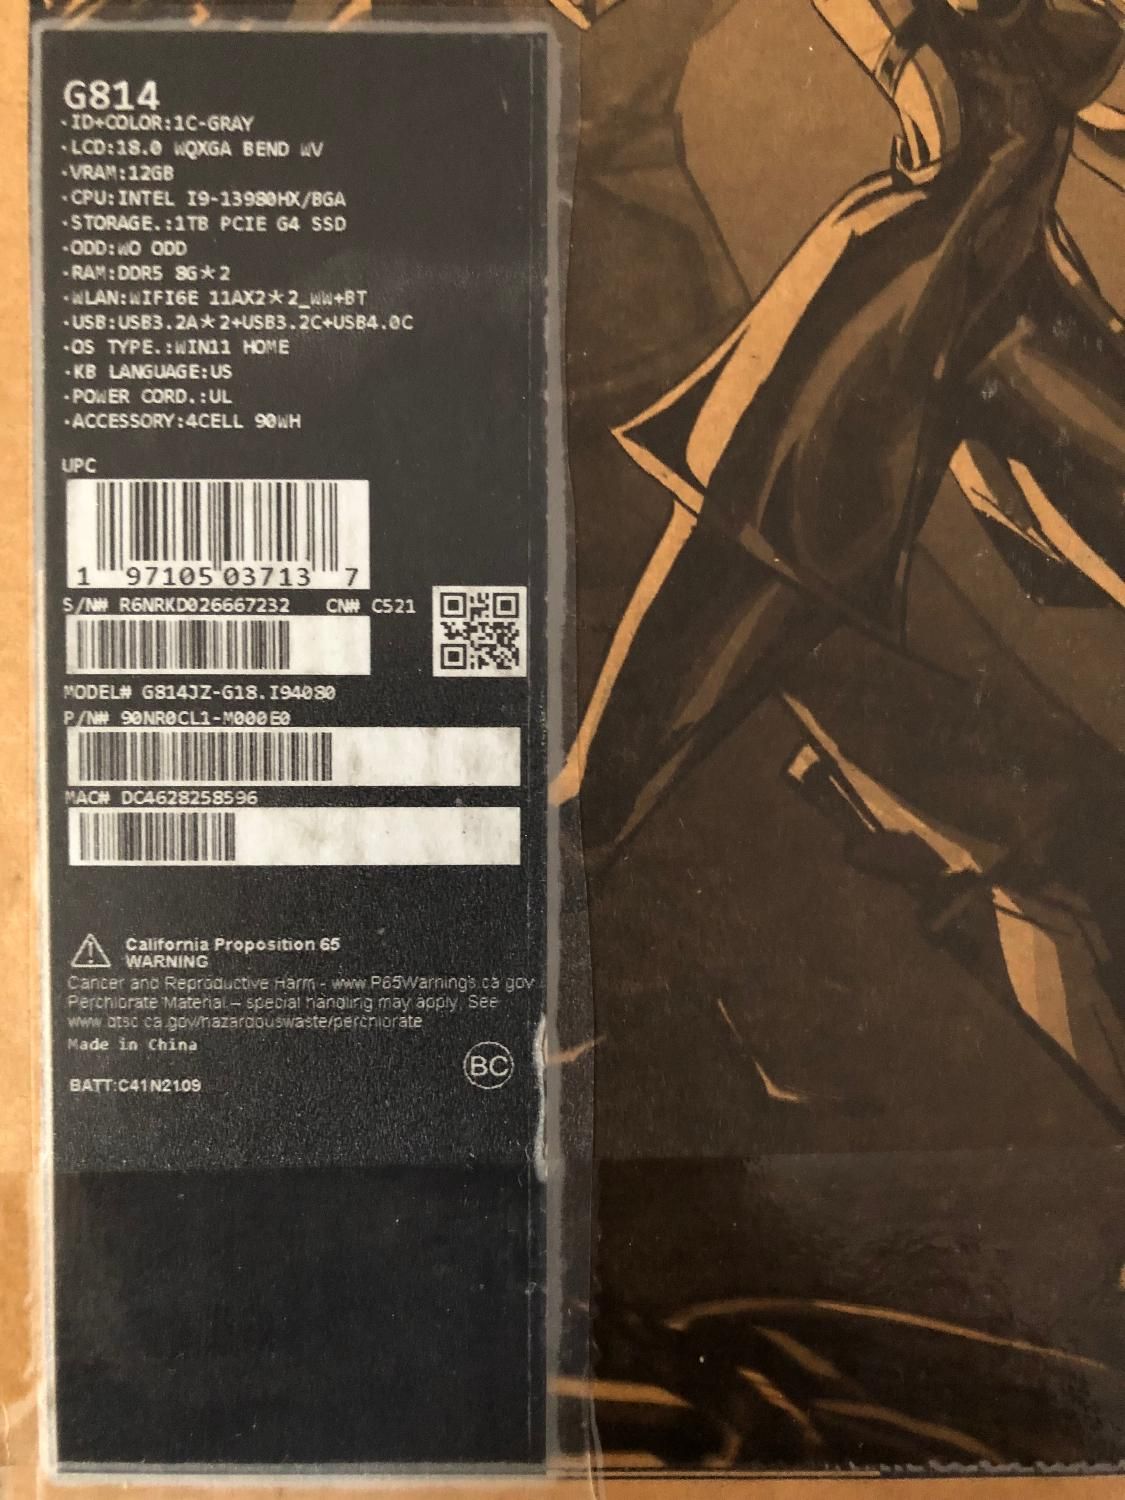 G814
·ID+COLOR:1C-GRAY
·LCD:18.0 WQXGA BEND WV
·VRAM:12GB
·CPU:INTEL I9-13980HX/BGA
·STORAGE.:1TB PCIE G4 SSD
·ODD:WO ODD
·RAM:DDR5 8G*2
·WLAN:WIFI6E 11AX2*2_WW+BT
·USB:USB3.2A*2+USB3.2C+USB4.0C
·OS TYPE.:WIN11 HOME
·KB LANGUAGE:US
·POWER CORD.:UL
·ACCESSORY:4CELL 90WH
UPC
1 97105 03713 7
S/N# R6NRKD026667232 CN# C521
MODEL# G814JZ-G18.I94080
P/N# 90NR0CL1-M000E0
MAC# DC4628258596
California Proposition 65
WARNING
Cancer and Reproductive Harm - www.P65Warnings.ca.gov
Perchlorate Material – special handling may apply, See
www.dtsc.ca.gov/hazardouswaste/perchlorate
Made in China
BC
BATT:C41N2109